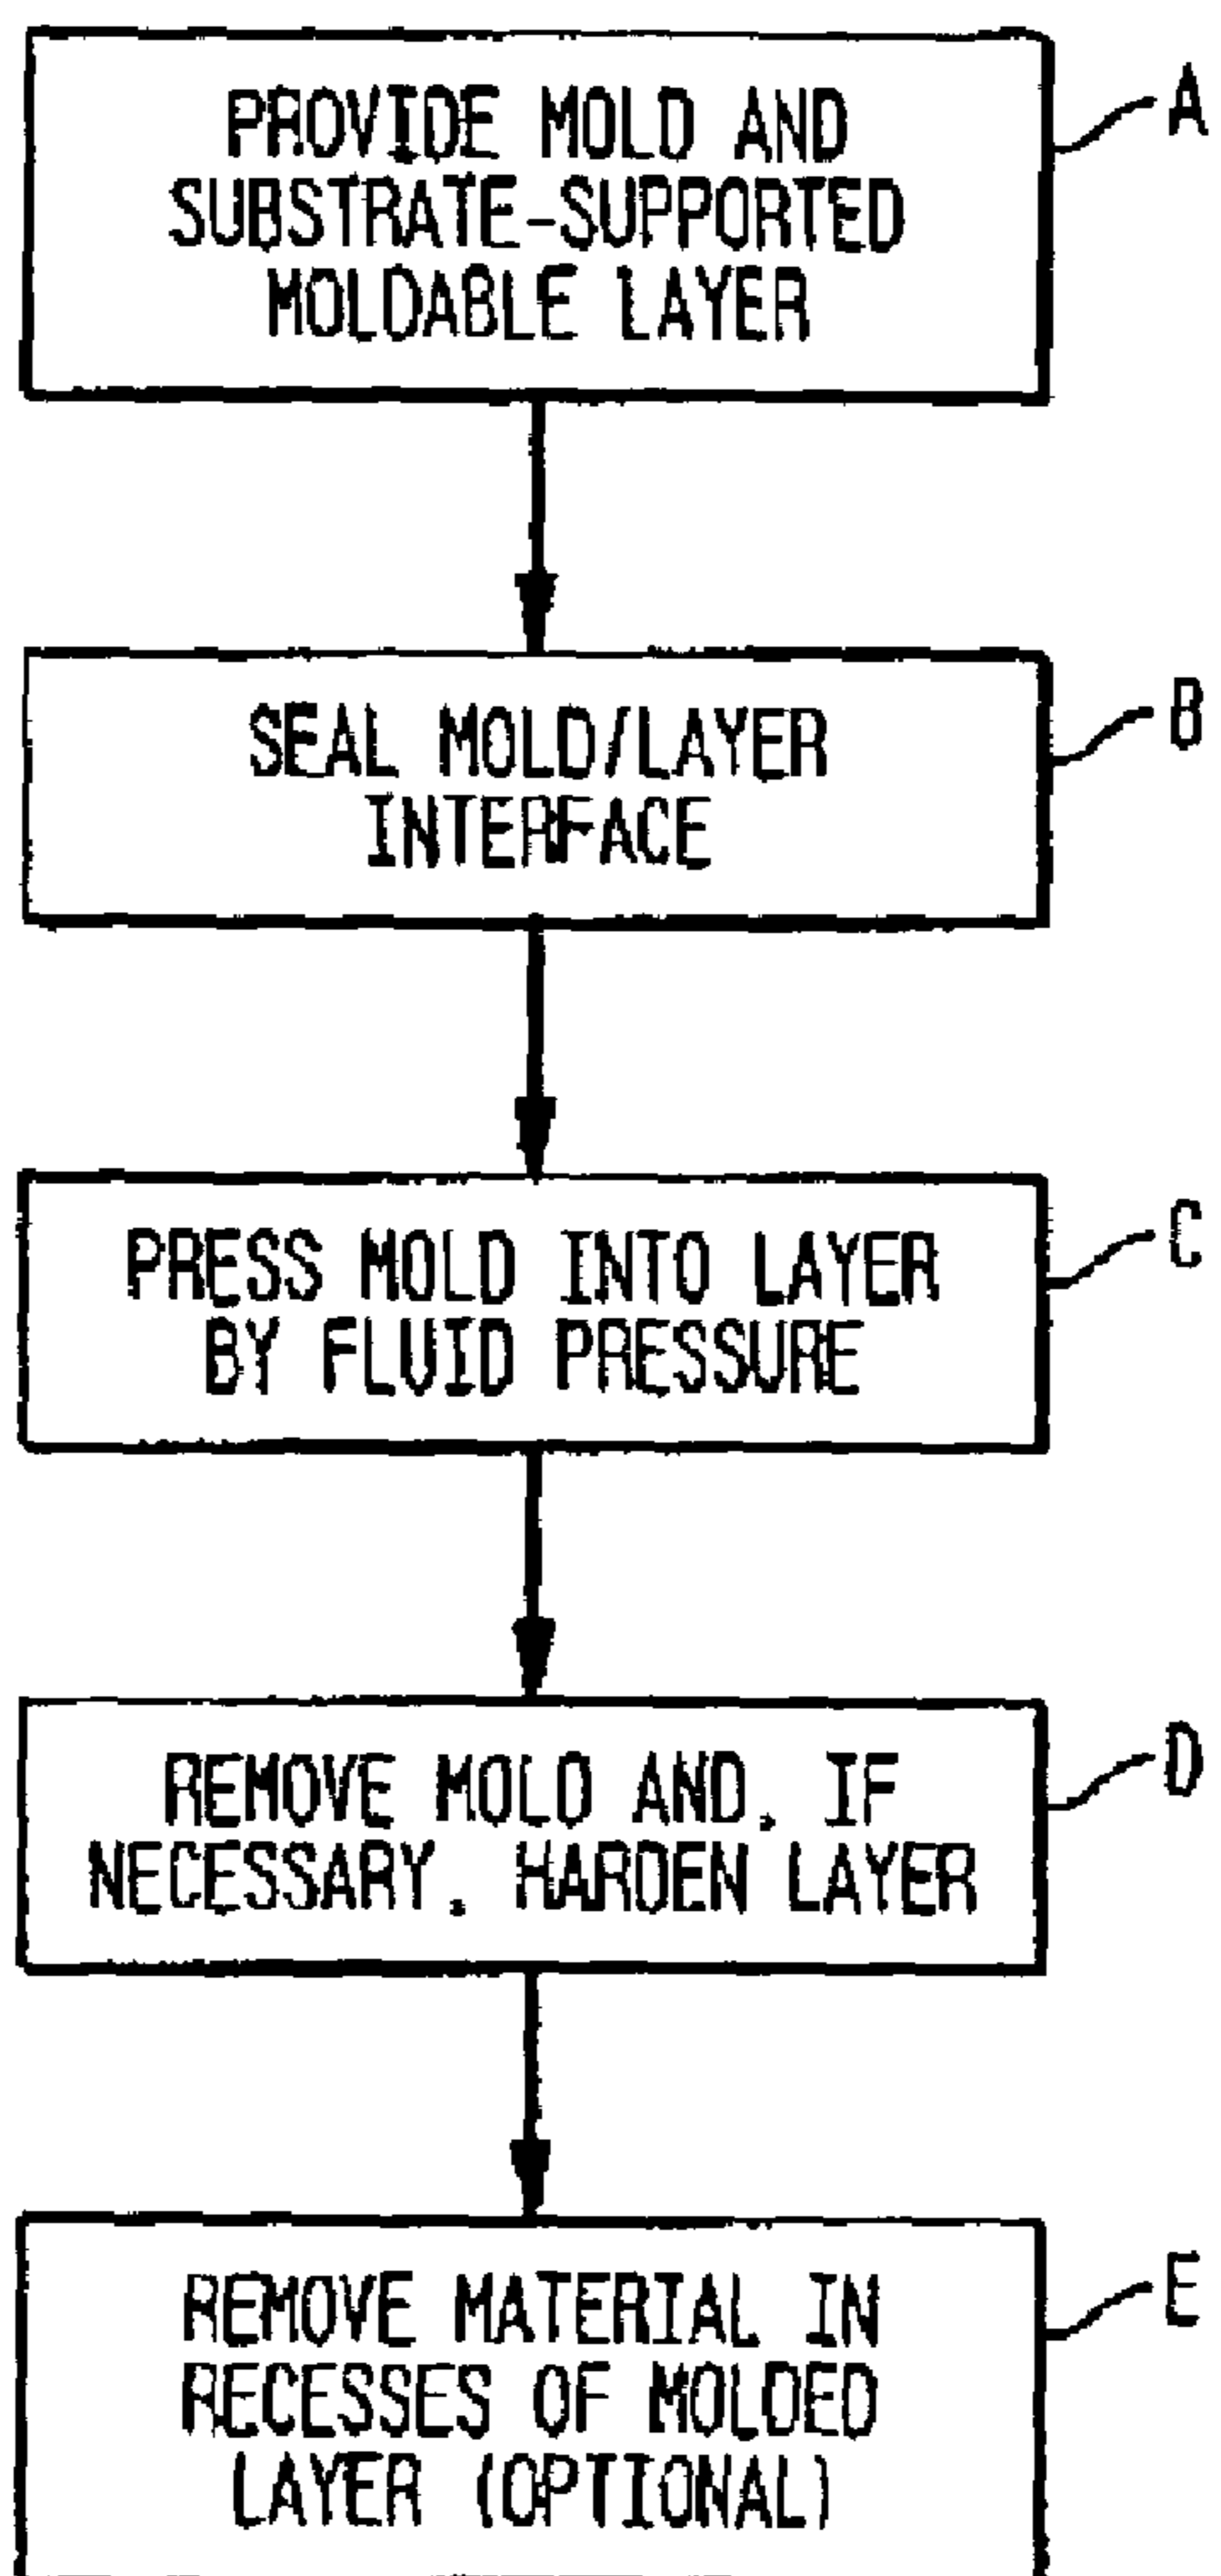 PROVIDE MOLD AND
SUBSTRATE-SUPPORTED
MOLDABLE LAYER
A
SEAL MOLD/LAYER
INTERFACE
B
PRESS MOLD INTO LAYER
BY FLUID PRESSURE
C
REMOVE MOLD AND, IF
NECESSARY, HARDEN LAYER
D
REMOVE MATERIAL IN
RECESSES OF MOLDED
LAYER (OPTIONAL)
E